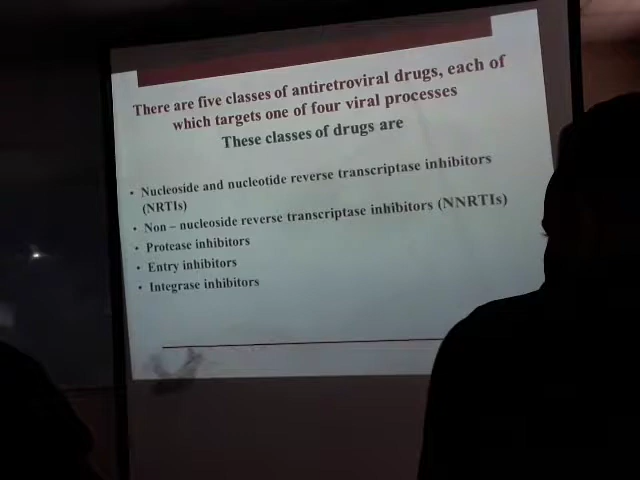 There are five classes of antiretroviral drugs, each of
which targets one of four viral processes
These classes of drugs are
• Nucleoside and nucleotide reverse transcriptase inhibitors
(NRTIs)
• Non – nucleoside reverse transcriptase inhibitors (NNRTIs)
• Protease inhibitors
• Entry inhibitors
• Integrase inhibitors